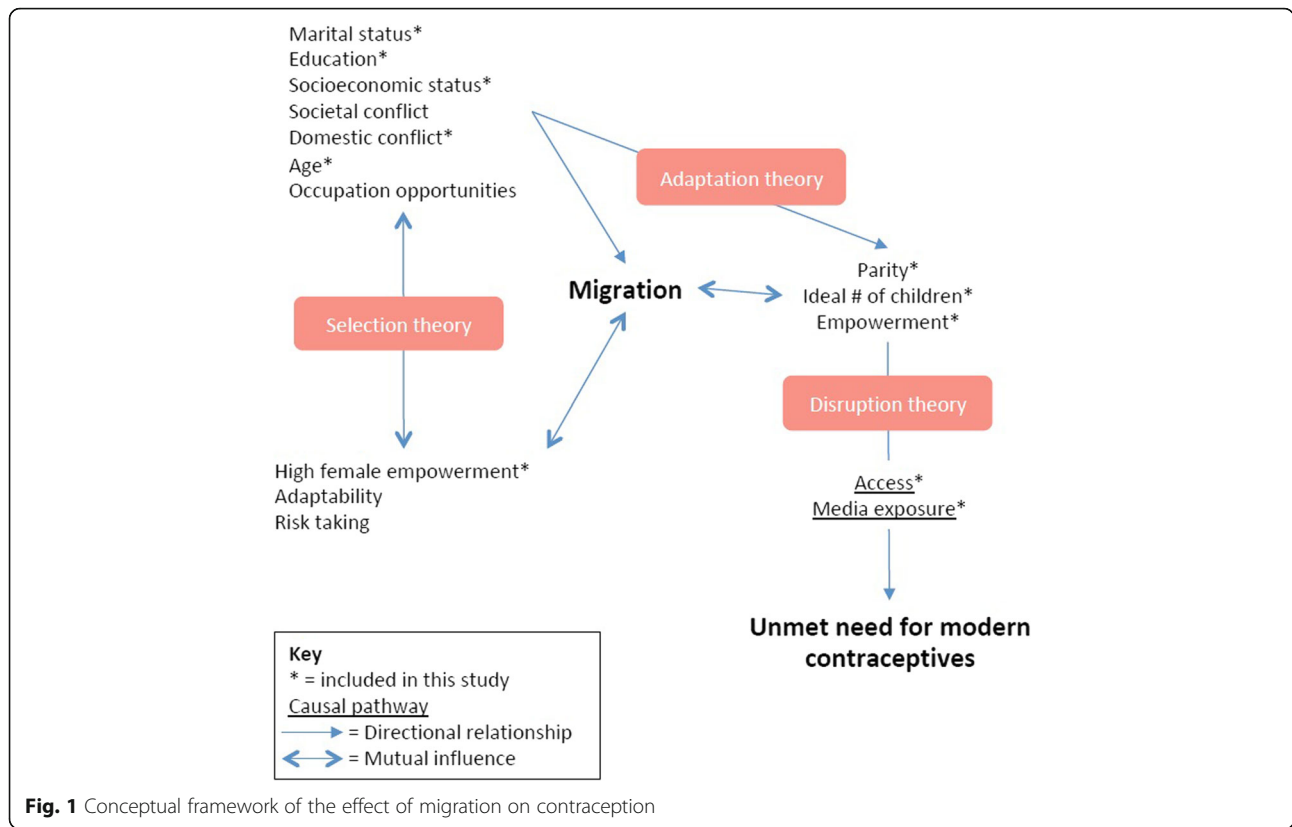 Marital status*
Education*
Socioeconomic status*
Societal conflict
Domestic conflict*
Age*
Occupation opportunities
Adaptation theory
Migration
Parity*
Ideal # of children*
Empowerment*
Selection theory
Disruption theory
High female empowerment*
Adaptability
Risk taking
Access*
Media exposure*
Unmet need for modern
contraceptives
Key
* = included in this study
Causal pathway
= Directional relationship
= Mutual influence
Fig. 1 Conceptual framework of the effect of migration on contraception